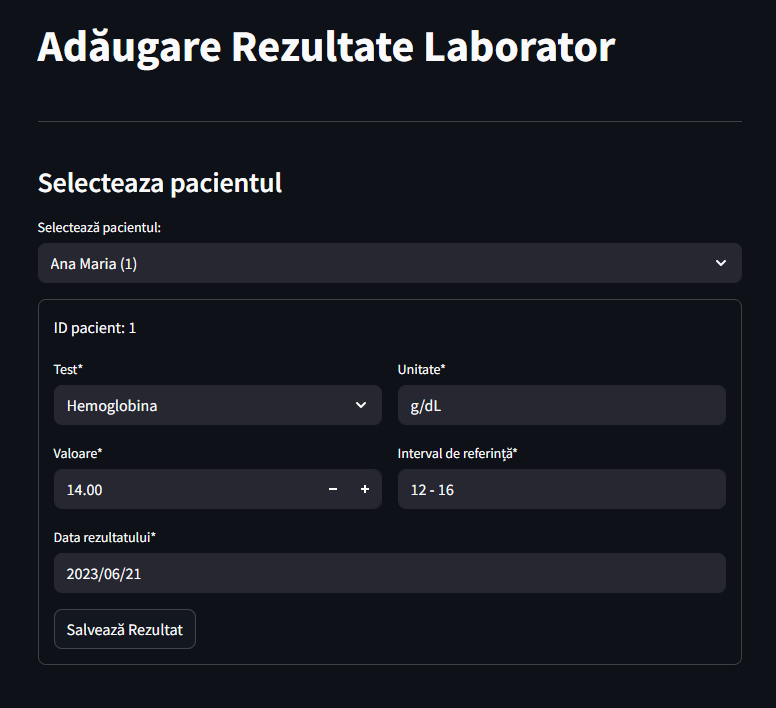 Adăugare Rezultate Laborator
Selecteaza pacientul
Selectează pacientul:
Ana Maria (1)
ID pacient: 1
Test*
Unitate*
Hemoglobina
g/dL
Valoare*
Interval de referință*
14.00
12 - 16
Data rezultatului*
2023/06/21
Salvează Rezultat